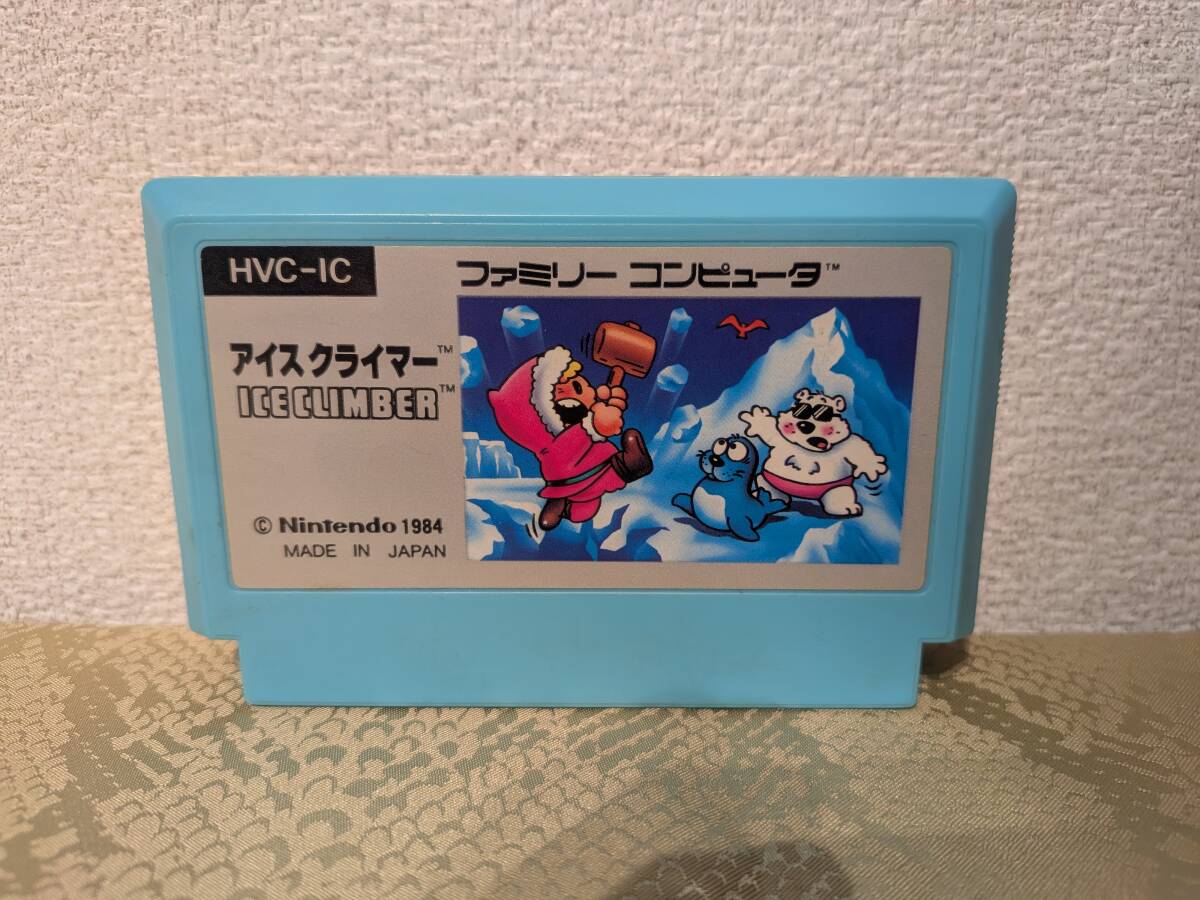 HVC-IC
ファミリー コンピュータ™
アイスクライマー™
ICE CLIMBER™
© Nintendo 1984
MADE IN JAPAN